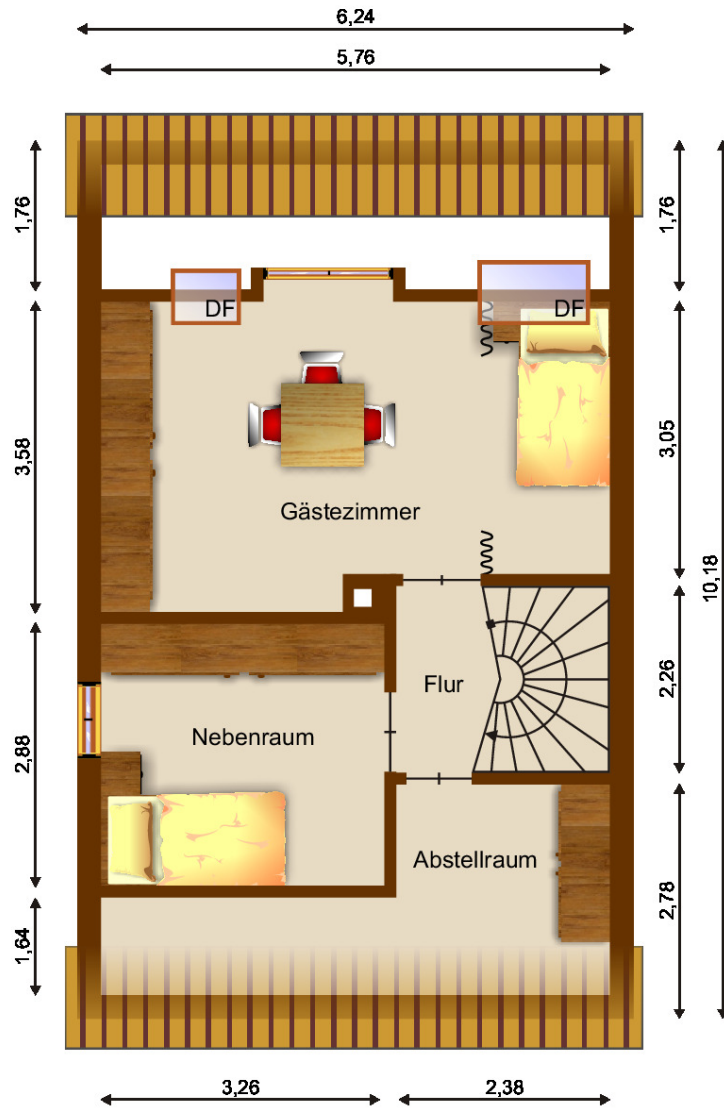 6,24
5,76
1,76
1,76
DF
DF
3,58
3,05
10,18
Gästezimmer
2,26
Flur
2,88
Nebenraum
Abstellraum
2,78
1,64
3,26
2,38